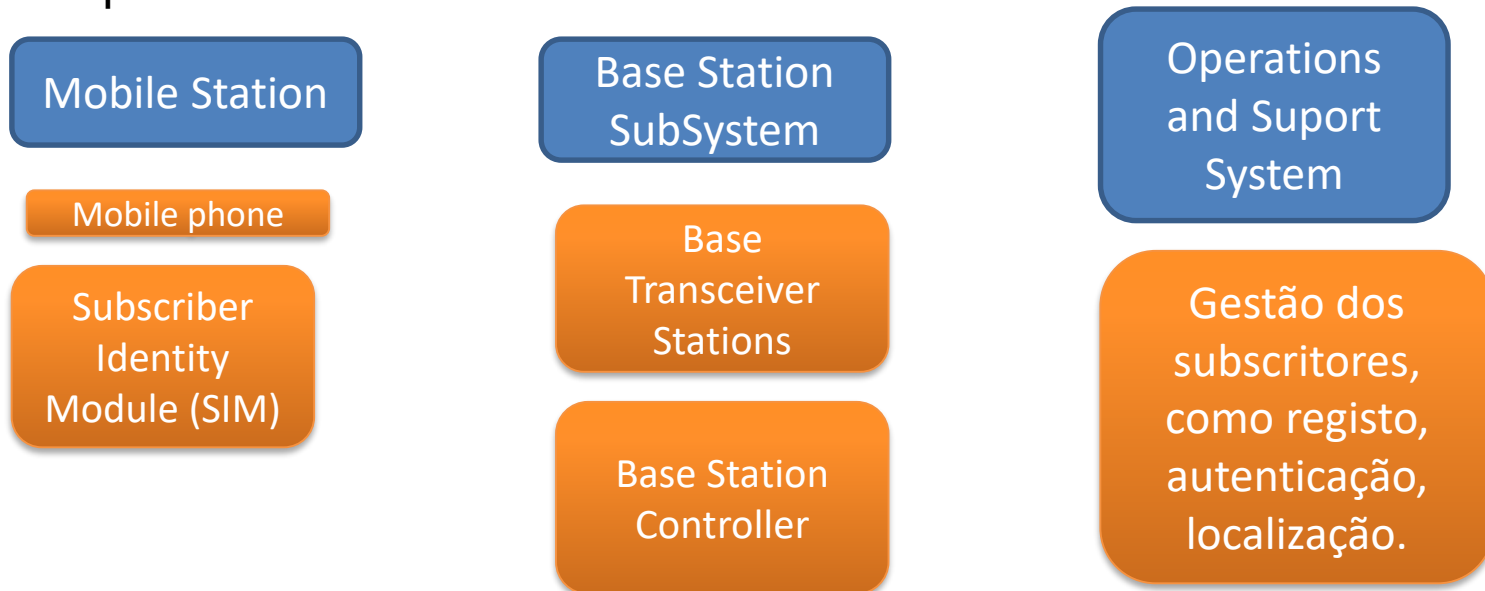 Mobile Station
Mobile phone
Subscriber
Identity
Module (SIM)
Base Station
SubSystem
Base
Transceiver
Stations
Base Station
Controller
Operations
and Suport
System
Gestão dos
subscritores,
como registo,
autenticação,
localização.